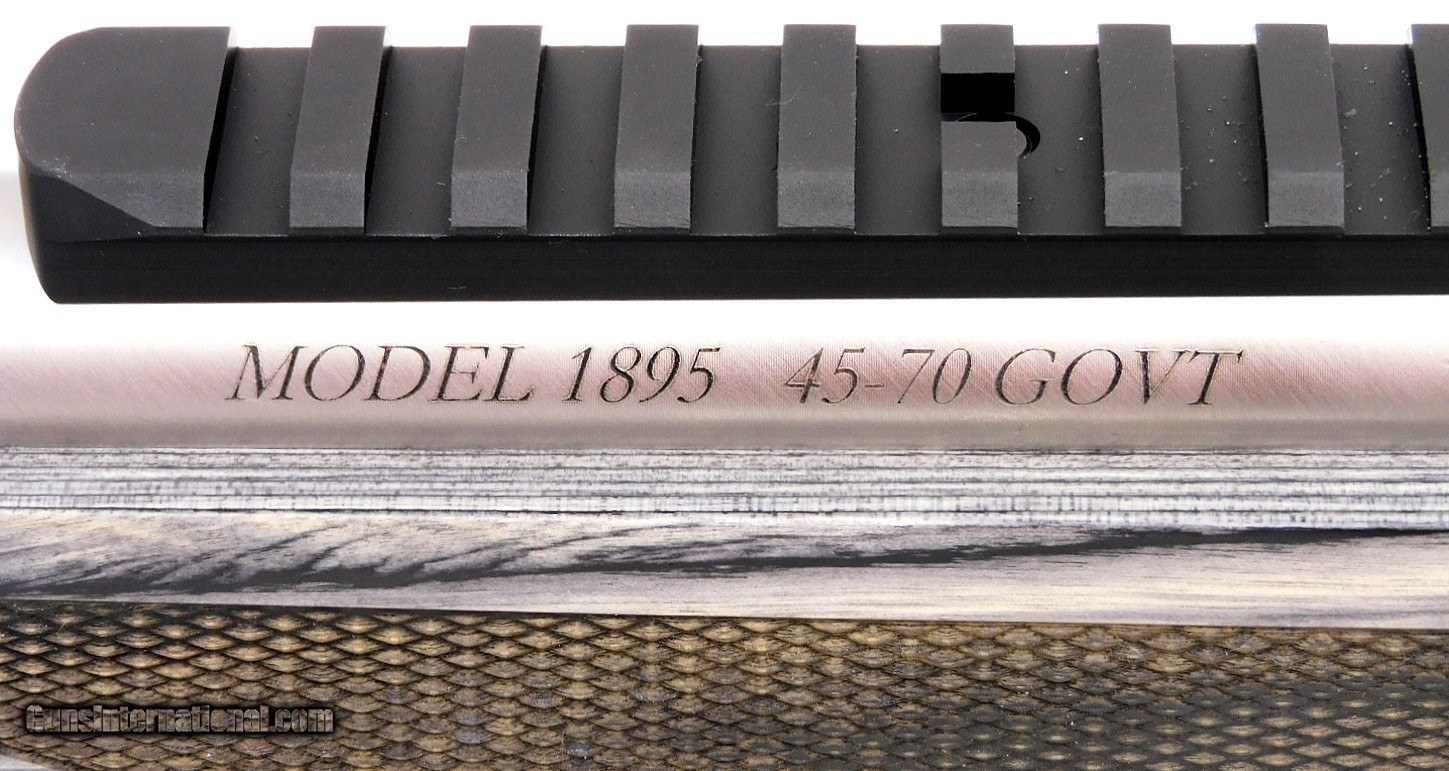 MODEL 1895 45-70 GOVT
GunsInternational.com